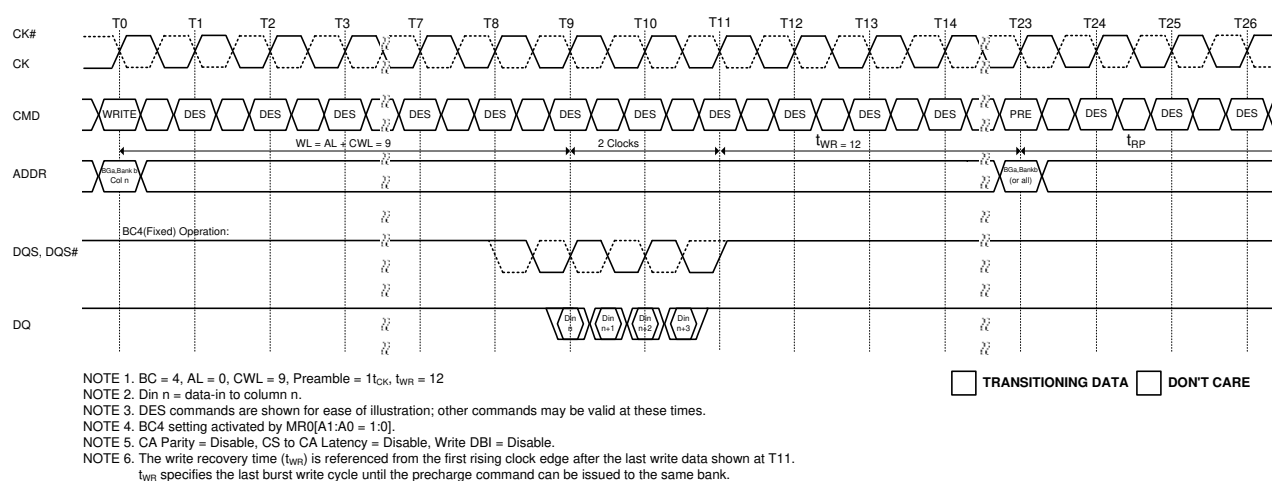 T0 T1 T2 T3 T7 T8 T9 T10 T11 T12 T13 T14 T23 T24 T25 T26
CK#
CK
CMD WRITE DES DES DES DES DES DES DES DES DES DES DES PRE DES DES DES
WL = AL + CWL = 9 2 Clocks tWR = 12 tRP
ADDR
BGa,Bank b
Col n
BGa,Bankb
(or all)
BC4(Fixed) Operation:
DQS, DQS#
DQ
Din
n
Din
n+1
Din
n+2
Din
n+3
NOTE 1. BC = 4, AL = 0, CWL = 9, Preamble = 1tCK, tWR = 12
NOTE 2. Din n = data-in to column n.
NOTE 3. DES commands are shown for ease of illustration; other commands may be valid at these times.
NOTE 4. BC4 setting activated by MR0[A1:A0 = 1:0].
NOTE 5. CA Parity = Disable, CS to CA Latency = Disable, Write DBI = Disable.
NOTE 6. The write recovery time (tWR) is referenced from the first rising clock edge after the last write data shown at T11.
tWR specifies the last burst write cycle until the precharge command can be issued to the same bank.
TRANSITIONING DATA DON'T CARE